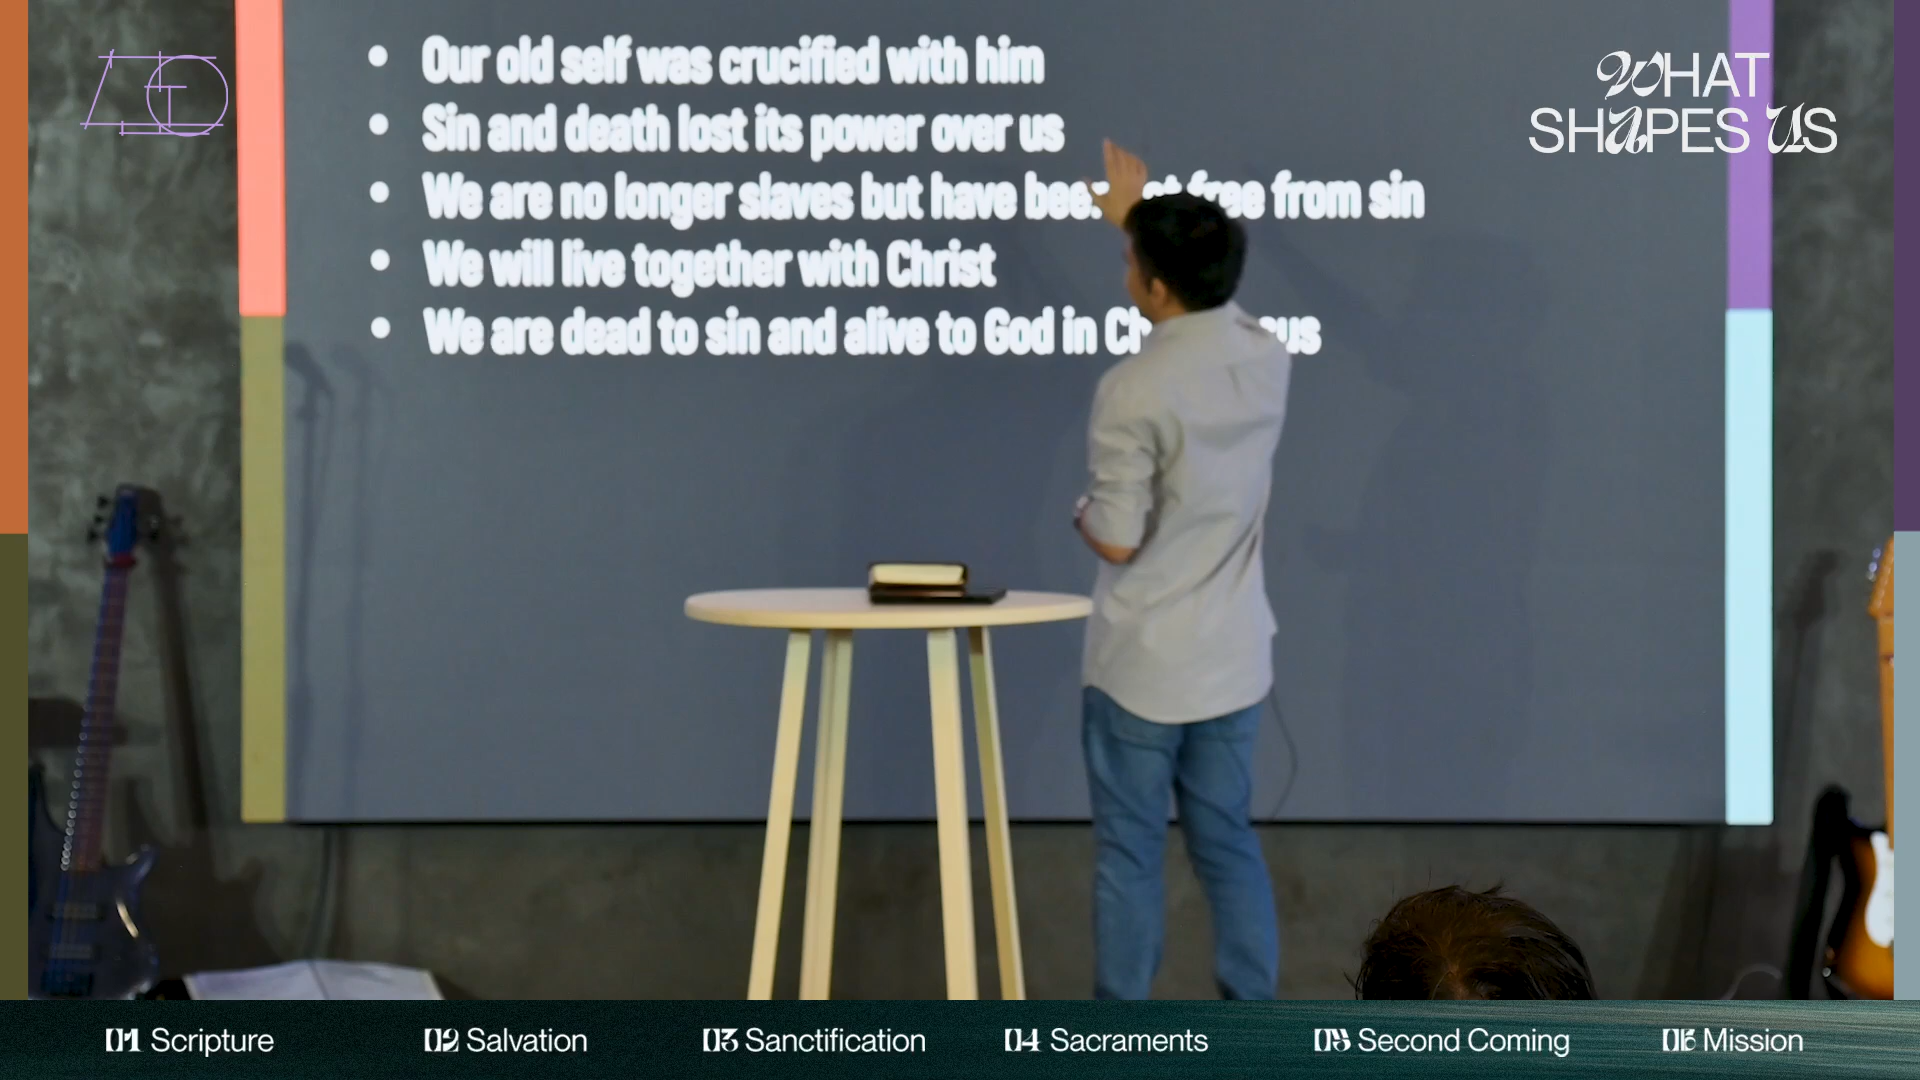 Our old self was crucified with him
Sin and death lost its power over us
We are no longer slaves but have free from sin
We will live together with Christ
We are dead to sin and alive to God in
WHAT
SHAPES US
01 Scripture
02 Salvation
03 Sanctification
04 Sacraments
05 Second Coming
06 Mission